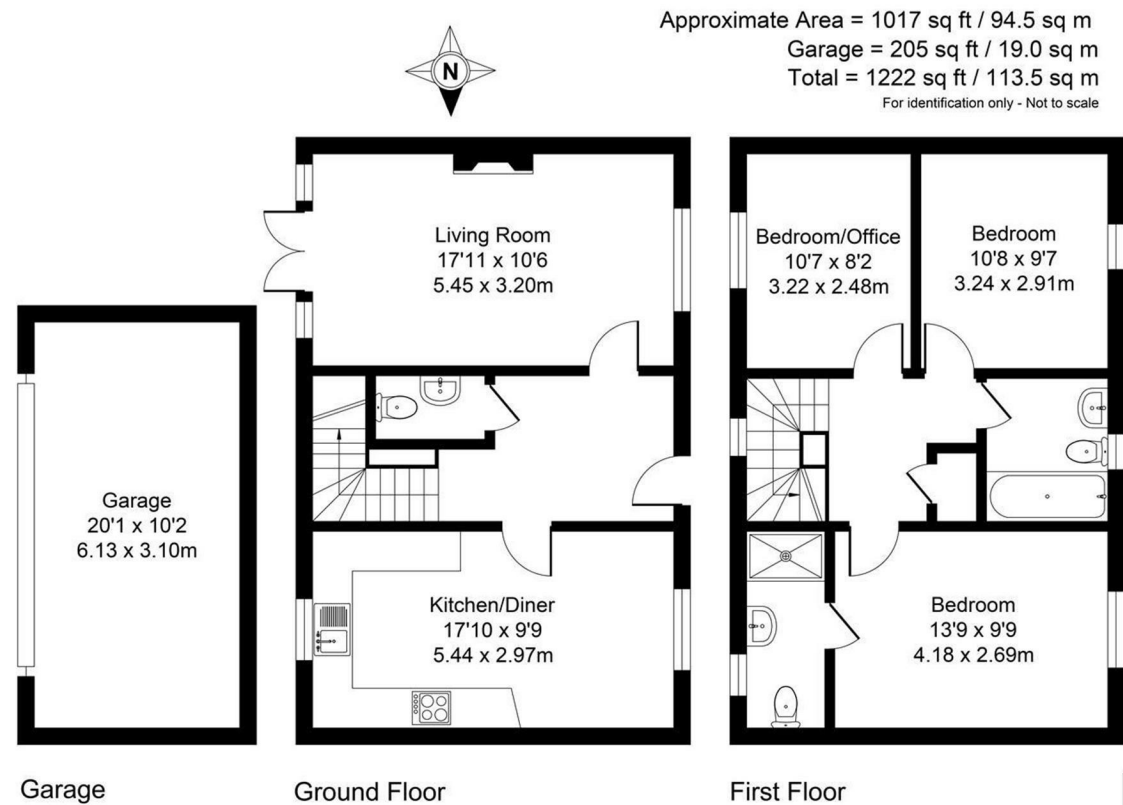 Approximate Area = 1017 sq ft / 94.5 sq m
Garage = 205 sq ft / 19.0 sq m
Total = 1222 sq ft / 113.5 sq m
For identification only - Not to scale
N
Living Room
17'11 x 10'6
5.45 x 3.20m
Bedroom/Office
10'7 x 8'2
3.22 x 2.48m
Bedroom
10'8 x 9'7
3.24 x 2.91m
Garage
20'1 x 10'2
6.13 x 3.10m
Kitchen/Diner
17'10 x 9'9
5.44 x 2.97m
Bedroom
13'9 x 9'9
4.18 x 2.69m
Garage
Ground Floor
First Floor